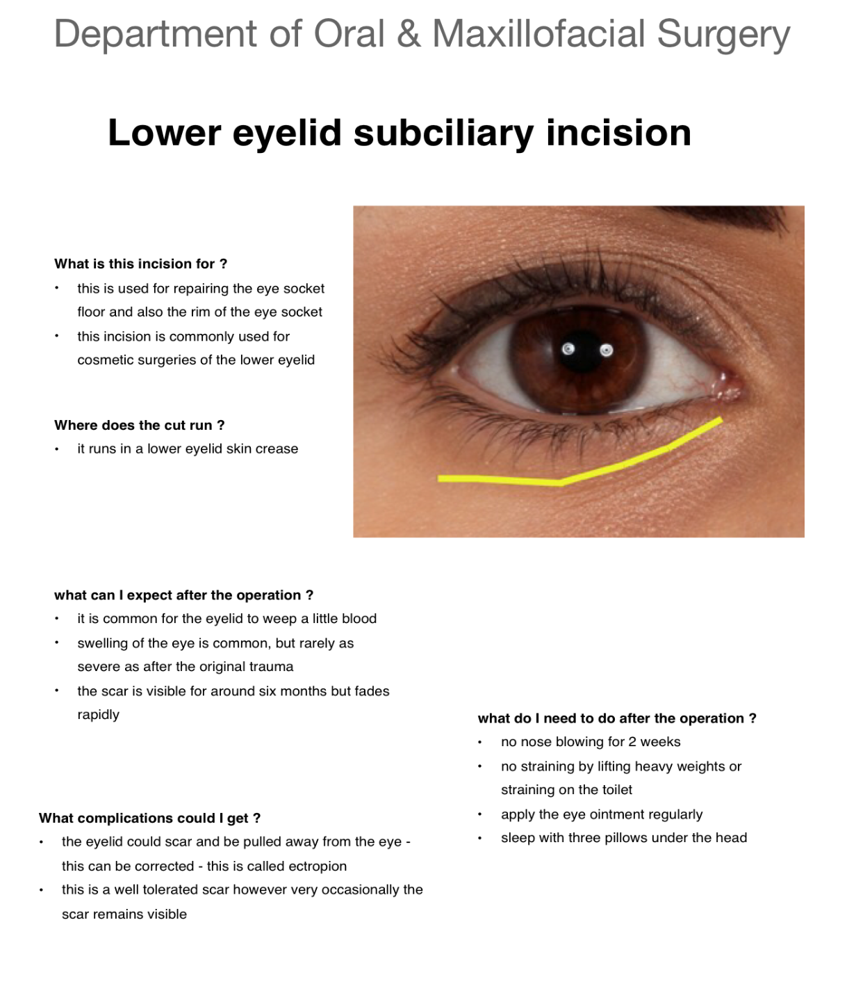 Department of Oral & Maxillofacial Surgery
Lower eyelid subciliary incision
What is this incision for ?
• this is used for repairing the eye socket
floor and also the rim of the eye socket
• this incision is commonly used for
cosmetic surgeries of the lower eyelid
Where does the cut run ?
• it runs in a lower eyelid skin crease
what can I expect after the operation ?
• it is common for the eyelid to weep a little blood
• swelling of the eye is common, but rarely as
severe as after the original trauma
• the scar is visible for around six months but fades
rapidly
what do I need to do after the operation ?
• no nose blowing for 2 weeks
• no straining by lifting heavy weights or
straining on the toilet
• apply the eye ointment regularly
• sleep with three pillows under the head
What complications could I get ?
• the eyelid could scar and be pulled away from the eye -
this can be corrected - this is called ectropion
• this is a well tolerated scar however very occasionally the
scar remains visible